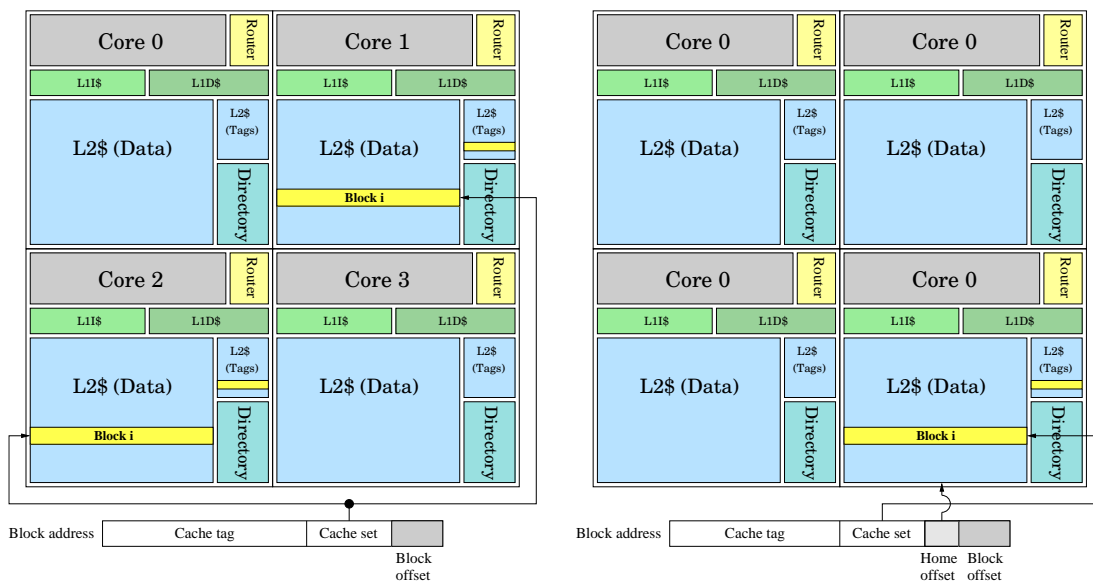 Core 0
Router
Core 1
Router
L1I$
L1D$
L1I$
L1D$
L2$ (Data)
L2$
(Tags)
Directory
L2$ (Data)
L2$
(Tags)
Directory
Block i
Core 2
Router
Core 3
Router
L1I$
L1D$
L1I$
L1D$
L2$ (Data)
L2$
(Tags)
Directory
L2$ (Data)
L2$
(Tags)
Directory
Block i
Block address
Cache tag
Cache set
Block
offset
Core 0
Router
Core 0
Router
L1I$
L1D$
L1I$
L1D$
L2$ (Data)
L2$
(Tags)
Directory
L2$ (Data)
L2$
(Tags)
Directory
Core 0
Router
Core 0
Router
L1I$
L1D$
L1I$
L1D$
L2$ (Data)
L2$
(Tags)
Directory
L2$ (Data)
L2$
(Tags)
Directory
Block i
Block address
Cache tag
Cache set
Home
offset
Block
offset